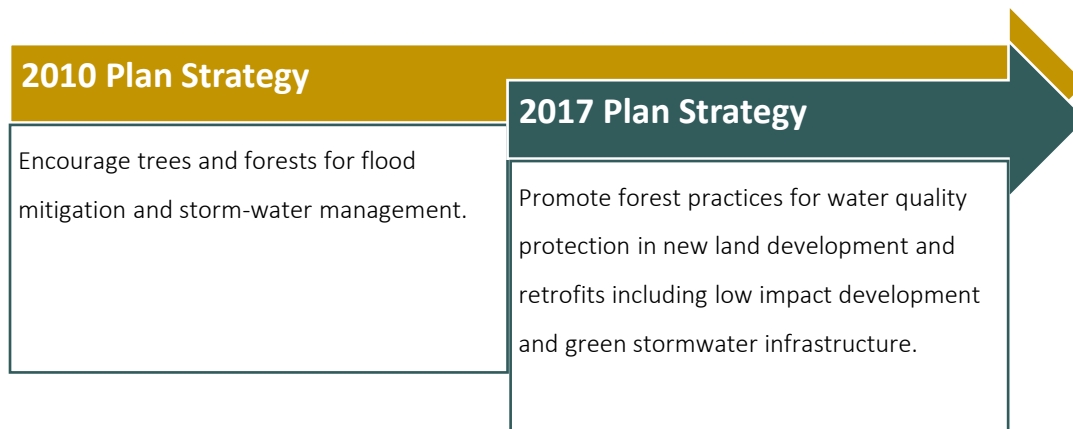 2010 Plan Strategy
Encourage trees and forests for flood
mitigation and storm-water management.
2017 Plan Strategy
Promote forest practices for water quality
protection in new land development and
retrofits including low impact development
and green stormwater infrastructure.